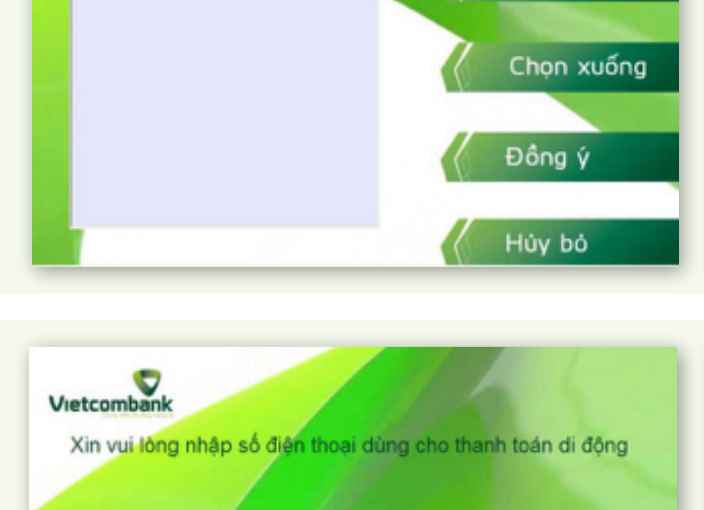 Chọn xuống
Đồng ý
Hủy bỏ
Vietcombank
Xin vui lòng nhập số điện thoại dùng cho thanh toán di động